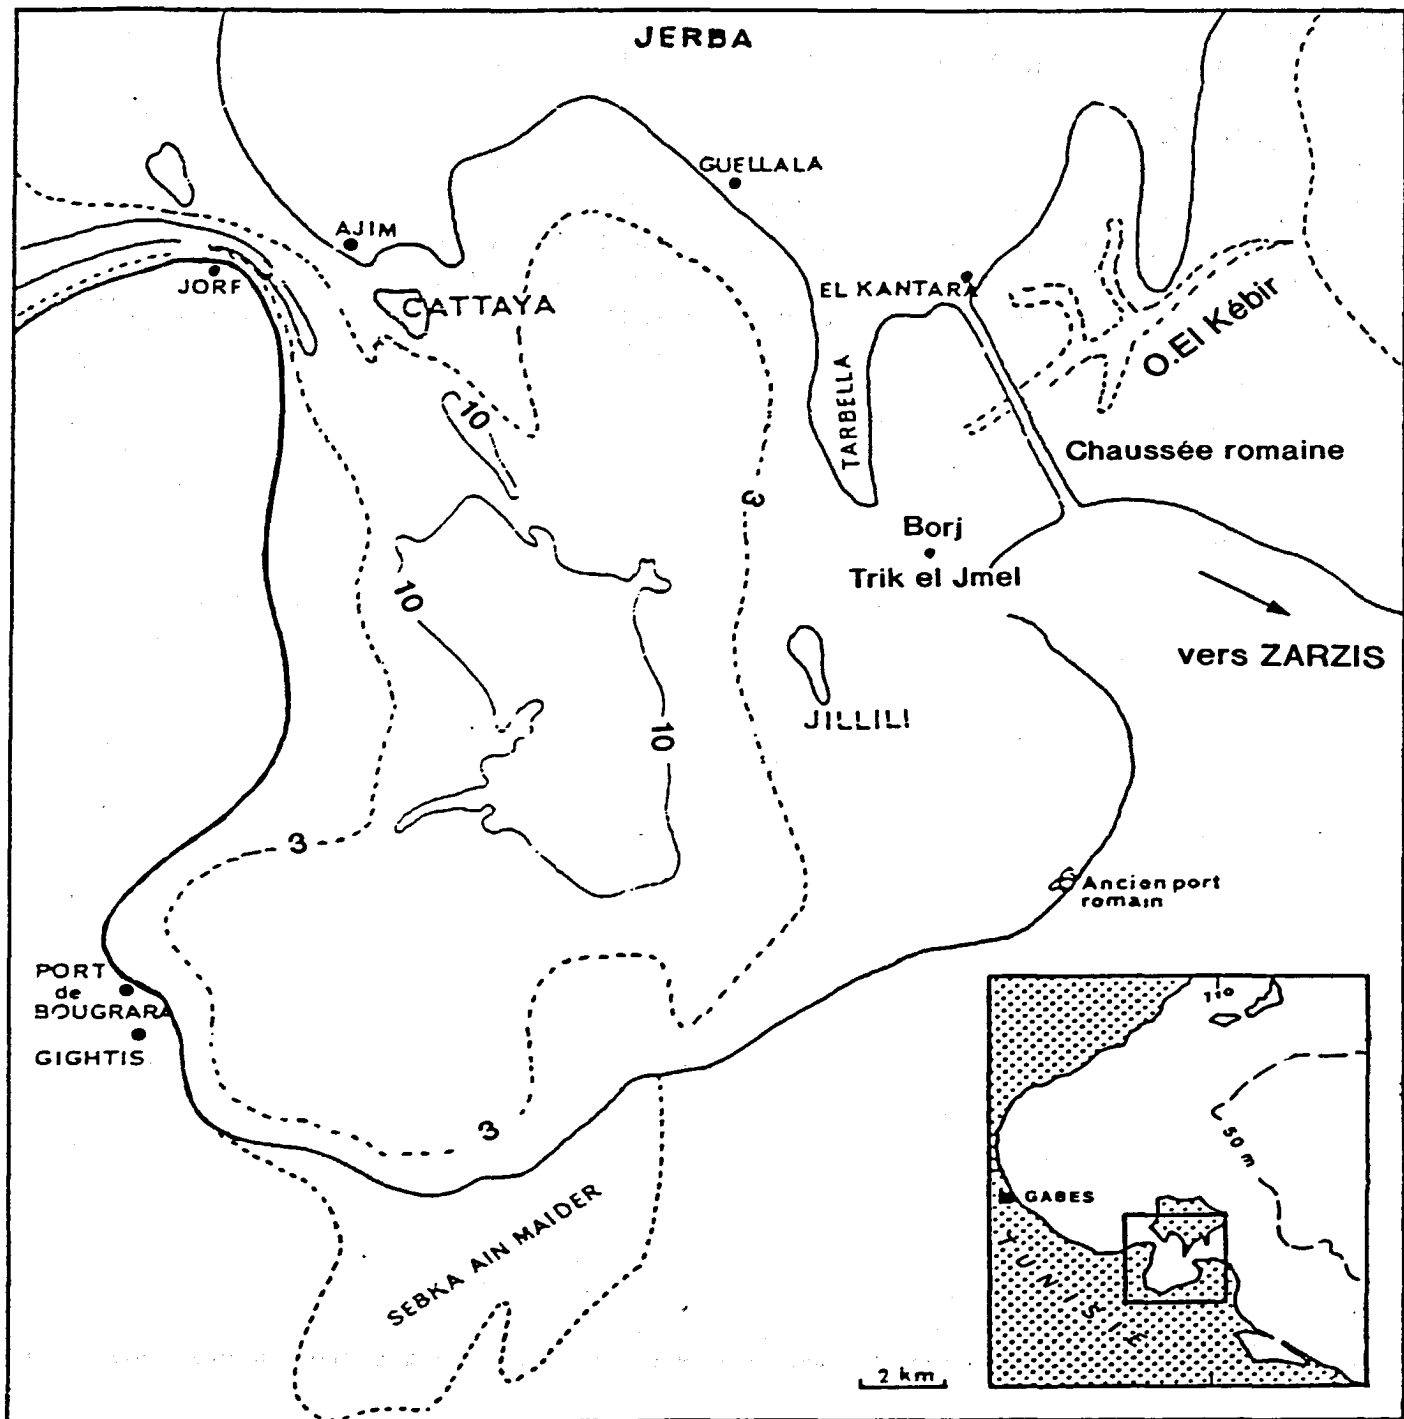 JERBA
GUELLALA
AJIM
JORF
CATTAYA
EL KANTARA
O.El Kébir
10
TARBELLA
Chaussée romaine
3
Borj
Trik el Jmel
10
vers ZARZIS
JILLILI
10
3
Ancien port
romain
PORT
de
BOUGRARA
GIGHTIS
3
SEBKA AIN MAIDER
2 km
11°
50 m
GABES
TUNISIE